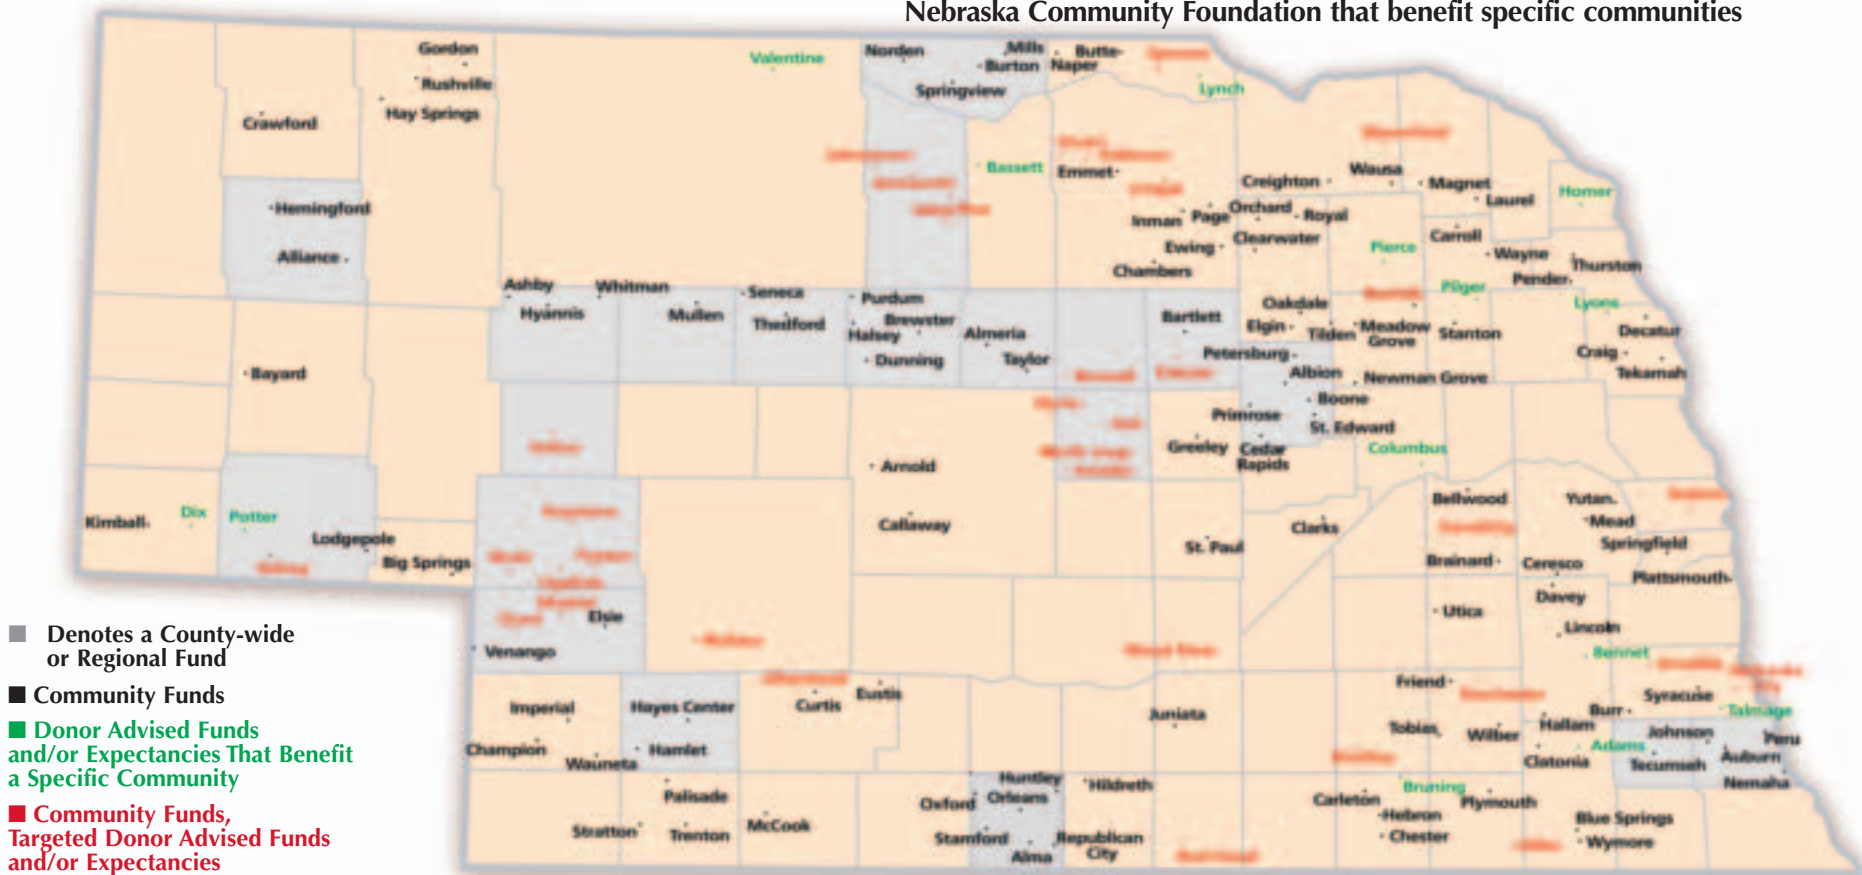 Nebraska Community Foundation that benefit specific communities
Gordon
Rushville
Hay Springs
Crawford
Hemingford
Alliance
Bayard
Kimball
Dix
Potter
Lodgepole
Big Springs
Valentine
Norden
Mills
Burton
Springview
Butte
Naper
Lynch
Bassett
Emmet
Creighton
Wausa
Magnet
Laurel
Homer
Inman
Page
Orchard
Royal
Ewing
Clearwater
Chambers
Pierce
Carroll
Wayne
Thurston
Pender
Pilger
Lyons
Decatur
Oakdale
Elgin
Tilden
Meadow
Grove
Stanton
Craig
Tekamah
Newman Grove
Ashby
Whitman
Hyannis
Mullen
Seneca
Thedford
Purdum
Brewster
Halsey
Dunning
Almeria
Taylor
Bartlett
Petersburg
Albion
Boone
St. Edward
Primrose
Greeley
Cedar
Rapids
Columbus
Arnold
Callaway
St. Paul
Clarks
Bellwood
Yutan
Mead
Springfield
Brainard
Ceresco
Plattsmouth
Davey
Utica
Lincoln
Bennet
Elsie
Venango
Imperial
Champion
Wauneta
Hayes Center
Hamlet
Curtis
Eustis
Juniata
Friend
Tobias
Wilber
Hallam
Clatonia
Burr
Syracuse
Talmage
Adams
Johnson
Tecumseh
Peru
Auburn
Nemaha
Palisade
Stratton
Trenton
McCook
Oxford
Huntley
Orleans
Stamford
Alma
Hildreth
Republican
City
Carleton
Bruning
Hebron
Chester
Plymouth
Blue Springs
Wymore
Denotes a County-wide
or Regional Fund
Community Funds
Donor Advised Funds
and/or Expectancies That Benefit
a Specific Community
Community Funds,
Targeted Donor Advised Funds
and/or Expectancies